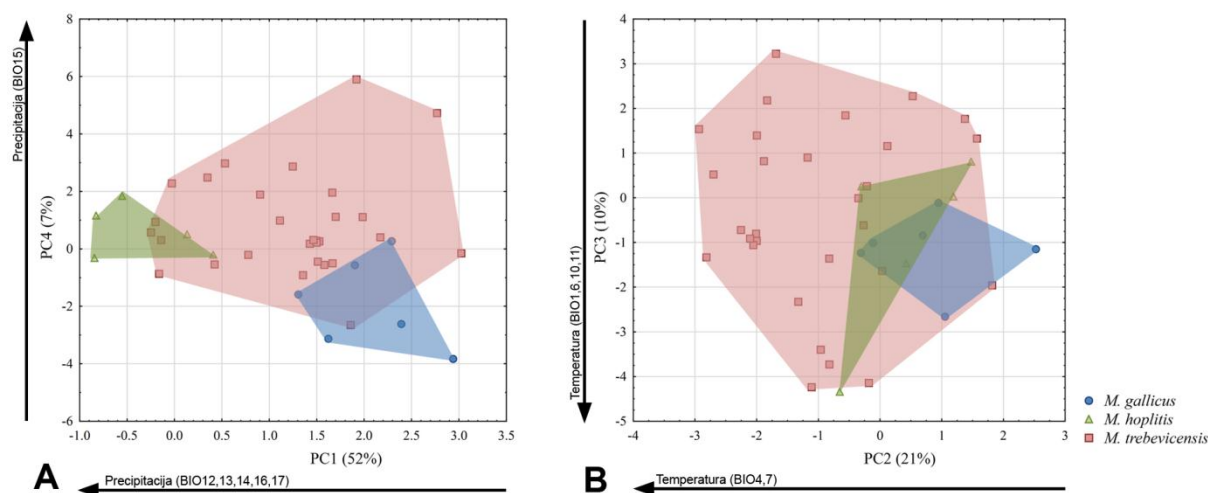 Precipitacija (BIO15)
PC4 (7%)
8
6
4
2
0
-2
-4
-6
-1.0 -0.5 0.0 0.5 1.0 1.5 2.0 2.5 3.0 3.5
PC1 (52%)
A
Precipitacija (BIO12,13,14,16,17)
Temperatura (BIO1,6,10,11)
PC3 (10%)
4
3
2
1
0
-1
-2
-3
-4
-5
-4 -3 -2 -1 0 1 2 3
PC2 (21%)
B
Temperatura (BIO4,7)
M. gallicus
M. hoplitis
M. trebevicensis